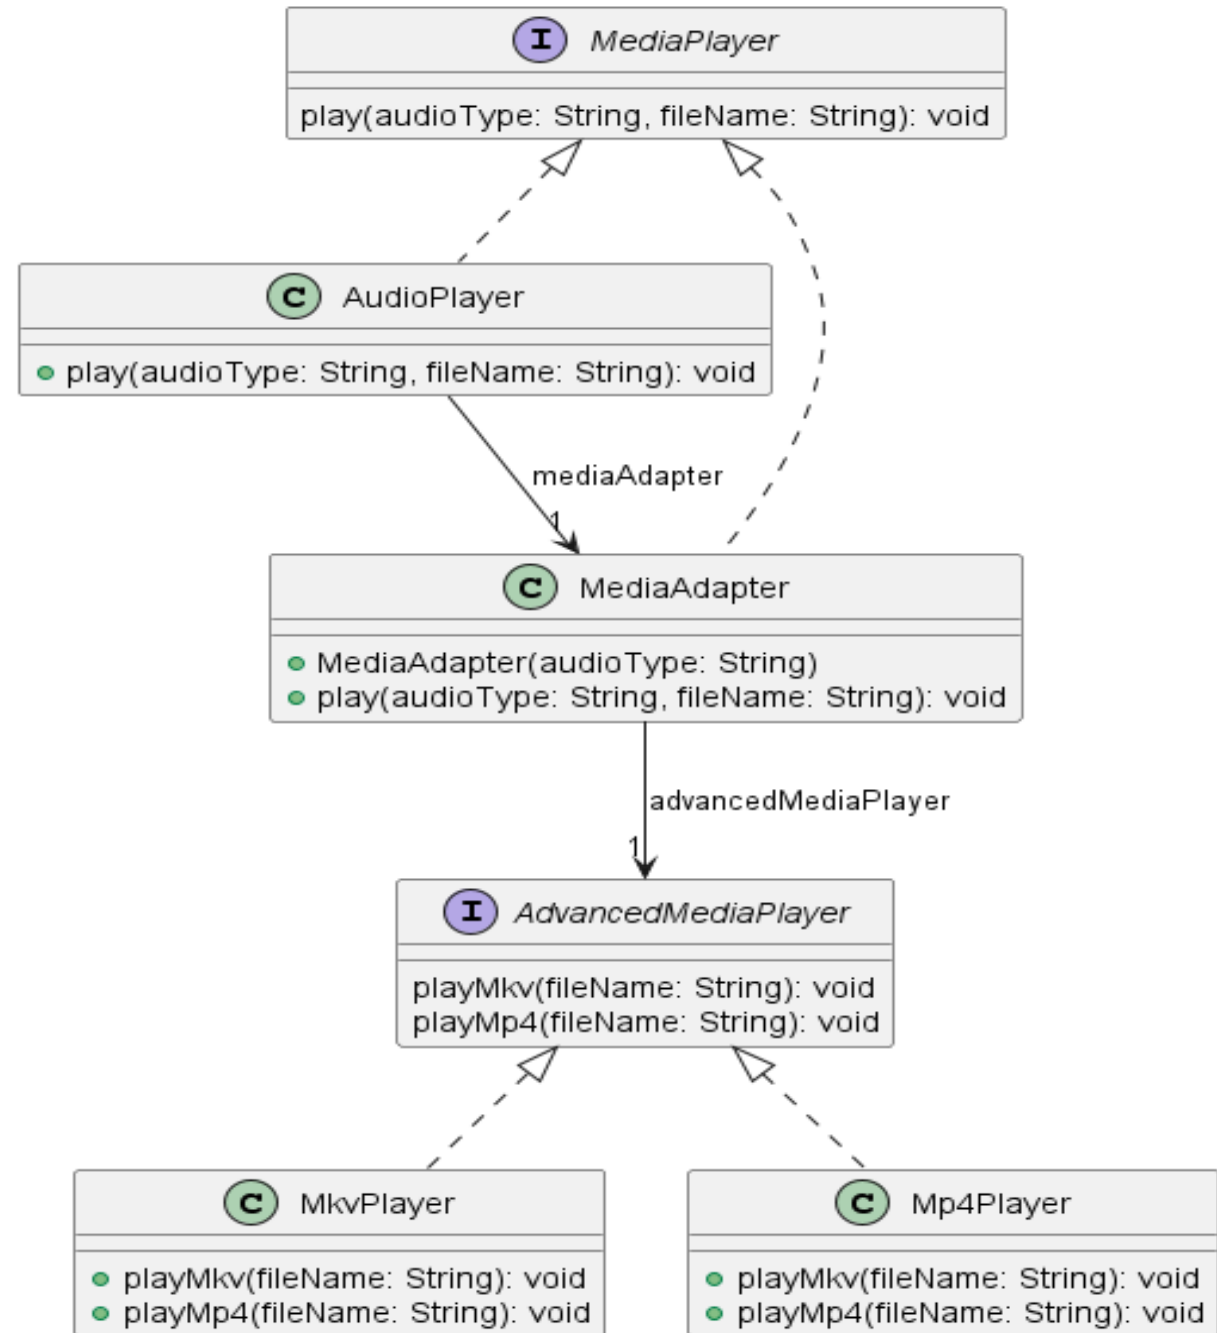 I MediaPlayer
play(audioType: String, fileName: String): void
C AudioPlayer
play(audioType: String, fileName: String): void
mediaAdapter
1
C MediaAdapter
MediaAdapter(audioType: String)
play(audioType: String, fileName: String): void
advancedMediaPlayer
1
I AdvancedMediaPlayer
playMkv(fileName: String): void
playMp4(fileName: String): void
C MkvPlayer
playMkv(fileName: String): void
playMp4(fileName: String): void
C Mp4Player
playMkv(fileName: String): void
playMp4(fileName: String): void